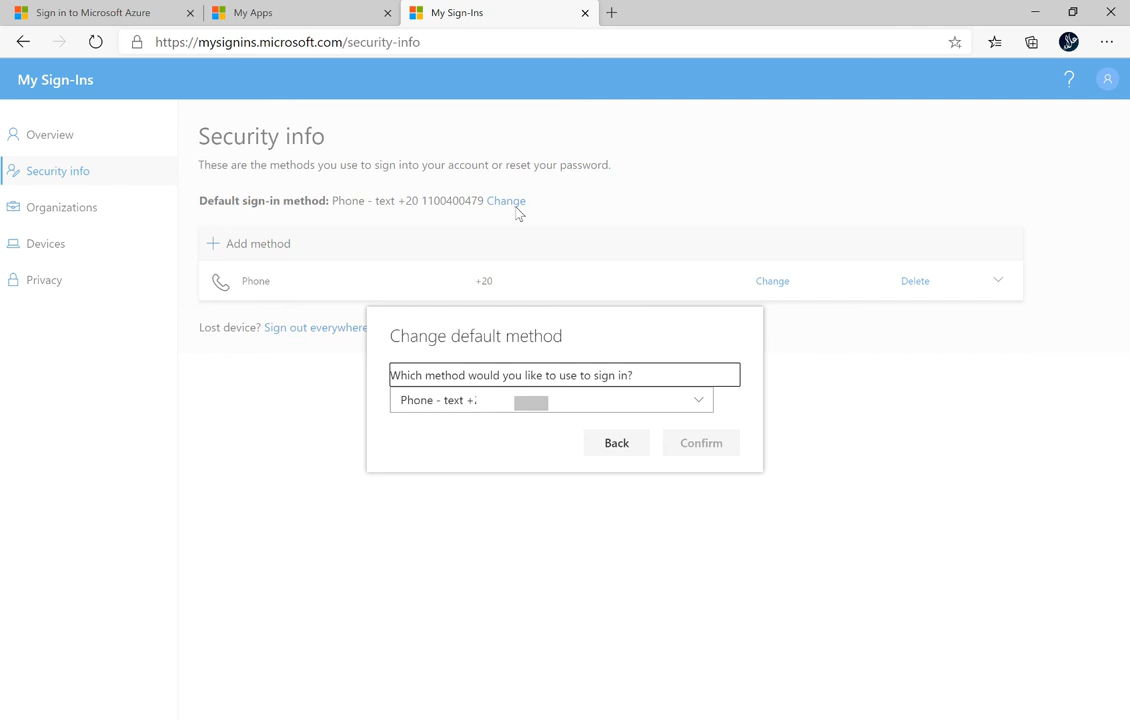 Sign in to Microsoft Azure
My Apps
My Sign-Ins
https://mysignins.microsoft.com/security-info
My Sign-Ins
?
Overview
Security info
Organizations
Devices
Privacy
Security info
These are the methods you use to sign into your account or reset your password.
Default sign-in method: Phone - text +20 1100400479 Change
Add method
Phone +20 Change Delete
Lost device? Sign out everywhere
Change default method
Which method would you like to use to sign in?
Phone - text +
Back Confirm